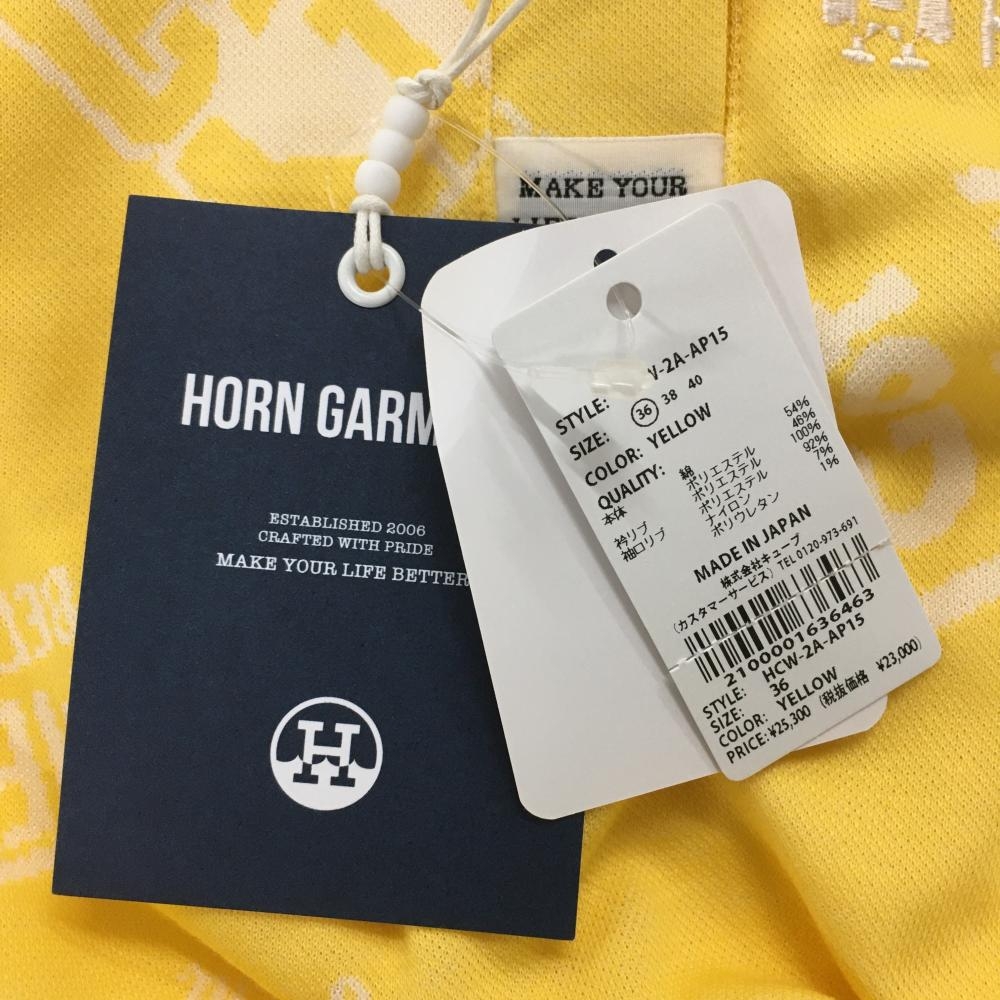 MAKE YOUR
HORN GARM
ESTABLISHED 2006
CRAFTED WITH PRIDE
MAKE YOUR LIFE BETTER
H
STYLE: W-2A-AP15
SIZE: 36 38 40
COLOR: YELLOW
QUALITY:
本体 綿 54%
ポリエステル 46%
衿リブ ポリエステル 100%
袖口リブ ポリエステル 92%
ナイロン 7%
ポリウレタン 1%
MADE IN JAPAN
株式会社キューブ
(カスタマーサービス) TEL 0120-973-691
2100001636463
STYLE: HCW-2A-AP15
SIZE: 36
COLOR: YELLOW
PRICE: ¥25,300 (税抜価格 ¥23,000)